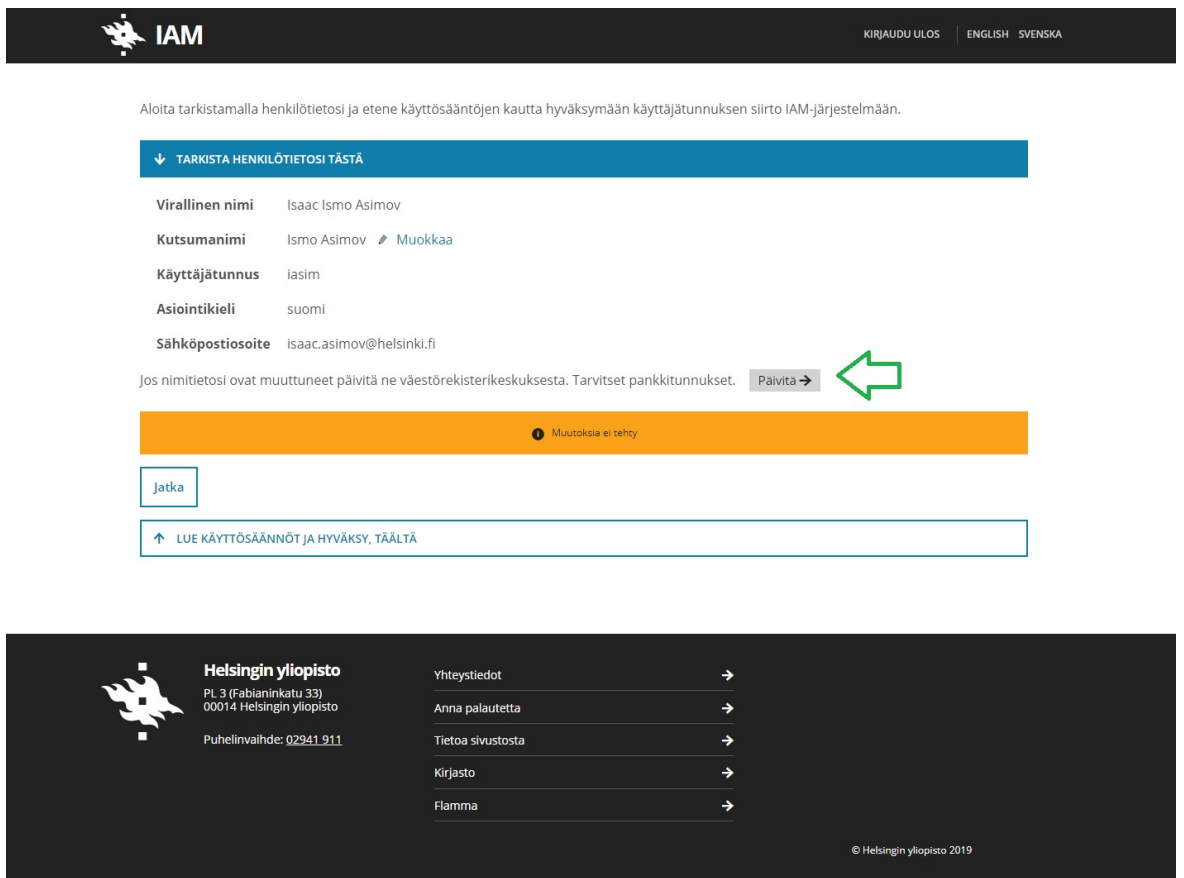 IAM
KIRJAUDU ULOS ENGLISH SVENSKA
Aloita tarkistamalla henkilötietosi ja etene käyttösääntöjen kautta hyväksymään käyttäjätunnuksen siirto IAM-järjestelmään.
TARKISTA HENKILÖTIETOSI TÄSTÄ
Virallinen nimi Isaac Ismo Asimov
Kutsumanimi Ismo Asimov Muokkaa
Käyttäjätunnus iasim
Asiointikieli suomi
Sähköpostiosoite isaac.asimov@helsinki.fi
Jos nimitietosi ovat muuttuneet päivitä ne väestörekisterikeskuksesta. Tarvitset pankkitunnukset. Päivitä
Muutoksia ei tehty
Jatka
LUE KÄYTTÖSÄÄNNÖT JA HYVÄKSY, TÄÄLTÄ
Helsingin yliopisto
PL 3 (Fabianinkatu 33)
00014 Helsingin yliopisto
Puhelinvaihde: 02941 911
Yhteystiedot
Anna palautetta
Tietoa sivustosta
Kirjasto
Flamma
© Helsingin yliopisto 2019